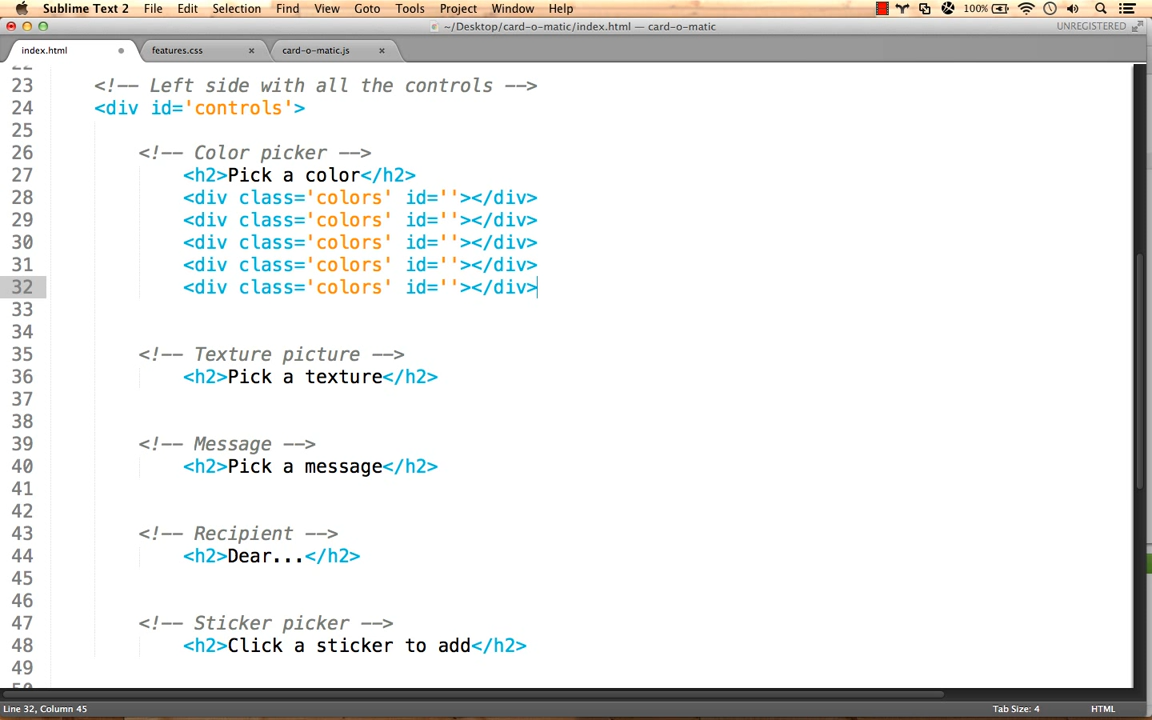 Sublime Text 2 File Edit Selection Find View Goto Tools Project Window Help 100%
~/Desktop/card-o-matic/index.html — card-o-matic UNREGISTERED
index.html features.css card-o-matic.js
22
23 <!-- Left side with all the controls -->
24 <div id='controls'>
25
26 <!-- Color picker -->
27 <h2>Pick a color</h2>
28 <div class='colors' id=''></div>
29 <div class='colors' id=''></div>
30 <div class='colors' id=''></div>
31 <div class='colors' id=''></div>
32 <div class='colors' id=''></div>
33
34
35 <!-- Texture picture -->
36 <h2>Pick a texture</h2>
37
38
39 <!-- Message -->
40 <h2>Pick a message</h2>
41
42
43 <!-- Recipient -->
44 <h2>Dear...</h2>
45
46
47 <!-- Sticker picker -->
48 <h2>Click a sticker to add</h2>
49
50
Line 32, Column 45 Tab Size: 4 HTML